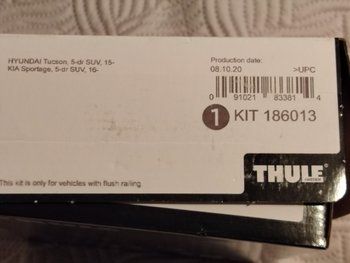 HYUNDAI Tucson, 5-dr SUV, 15-
KIA Sportage, 5-dr SUV, 16-
Production date:
08.10.20 >UPC
0 91021 83381 4
1 KIT 186013
This kit is only for vehicles with flush railing
THULE
SWEDEN